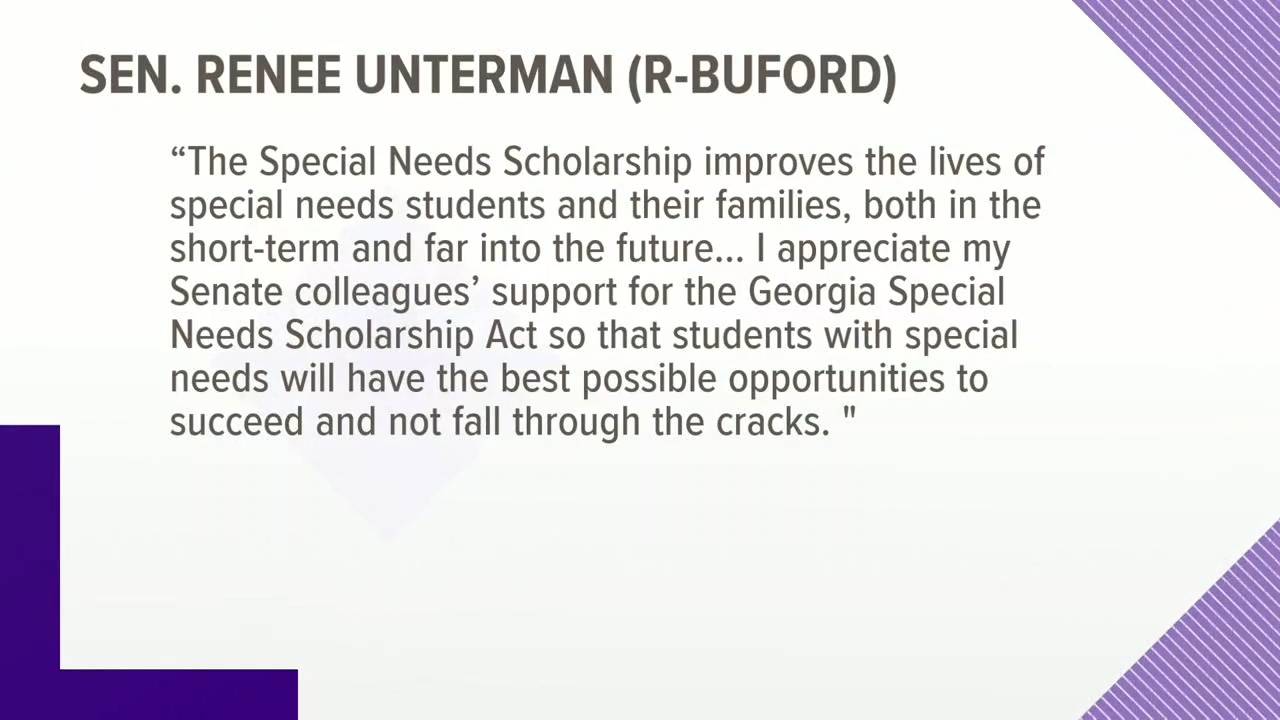 SEN. RENEE UNTERMAN (R-BUFORD)
“The Special Needs Scholarship improves the lives of
special needs students and their families, both in the
short-term and far into the future... I appreciate my
Senate colleagues’ support for the Georgia Special
Needs Scholarship Act so that students with special
needs will have the best possible opportunities to
succeed and not fall through the cracks. "